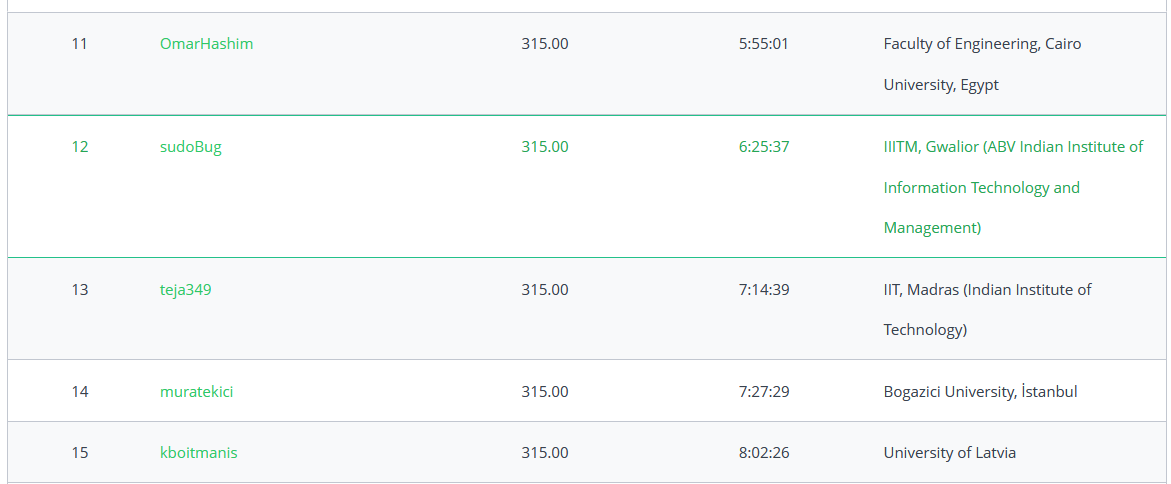 11 OmarHashim 315.00 5:55:01 Faculty of Engineering, Cairo
University, Egypt
12 sudoBug 315.00 6:25:37 IIITM, Gwalior (ABV Indian Institute of
Information Technology and
Management)
13 teja349 315.00 7:14:39 IIT, Madras (Indian Institute of
Technology)
14 muratekici 315.00 7:27:29 Bogazici University, İstanbul
15 kboitmanis 315.00 8:02:26 University of Latvia